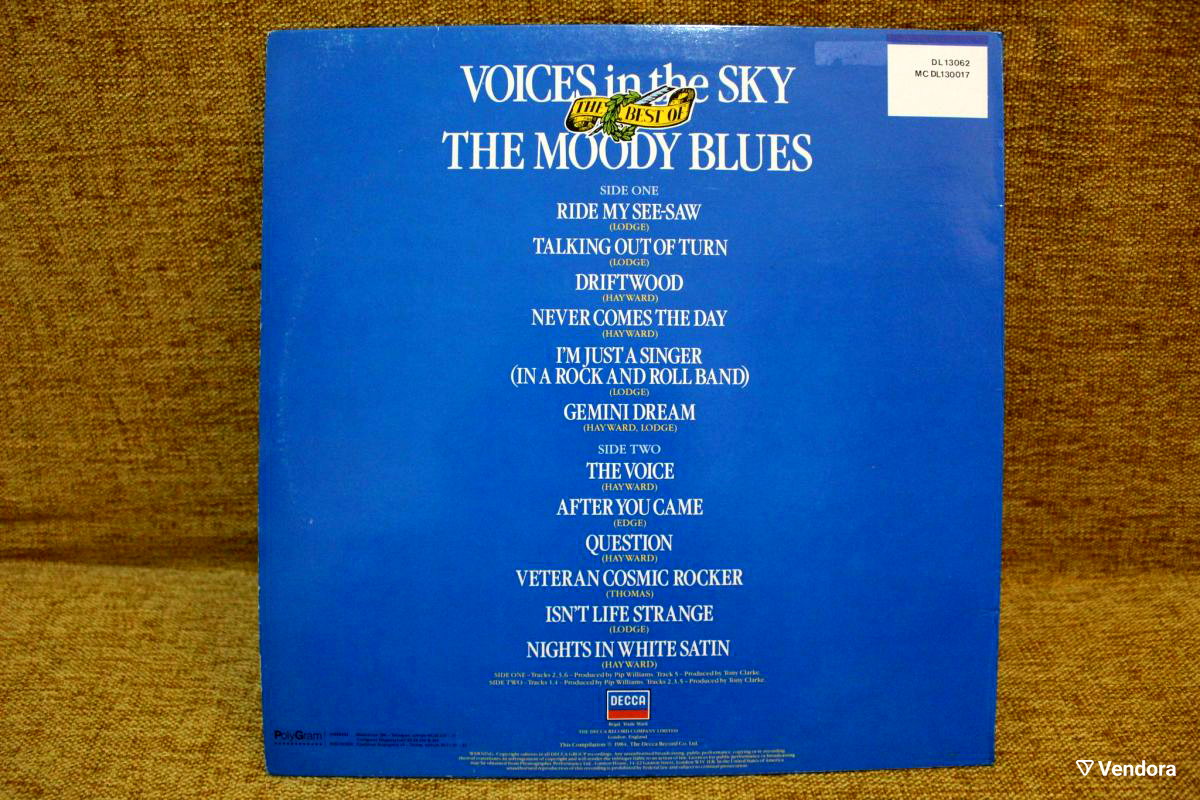 DL 13062
MC DL130017
VOICES in the SKY
THE BEST OF
THE MOODY BLUES
SIDE ONE
RIDE MY SEE-SAW
(LODGE)
TALKING OUT OF TURN
(LODGE)
DRIFTWOOD
(HAYWARD)
NEVER COMES THE DAY
(HAYWARD)
I'M JUST A SINGER
(IN A ROCK AND ROLL BAND)
(LODGE)
GEMINI DREAM
(HAYWARD, LODGE)
SIDE TWO
THE VOICE
(HAYWARD)
AFTER YOU CAME
(EDGE)
QUESTION
(HAYWARD)
VETERAN COSMIC ROCKER
(THOMAS)
ISN'T LIFE STRANGE
(LODGE)
NIGHTS IN WHITE SATIN
(HAYWARD)
SIDE ONE - Tracks 2, 3, 6 - Produced by Pip Williams. Track 5 - Produced by Tony Clarke.
SIDE TWO - Tracks 1, 4 - Produced by Pip Williams. Tracks 2, 3, 5 - Produced by Tony Clarke.
DECCA
Regd. Trade Mark
THE DECCA RECORD COMPANY LIMITED
London, England
This Compilation ℗ 1984, The Decca Record Co. Ltd.
PolyGram
Vendora